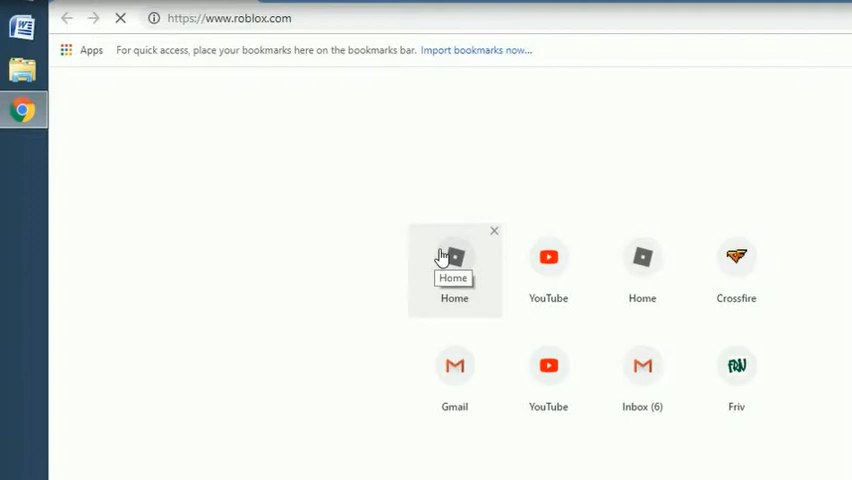 https://www.roblox.com
Apps For quick access, place your bookmarks here on the bookmarks bar. Import bookmarks now...
Home
Home YouTube Home Crossfire
FRIV
Gmail YouTube Inbox (6) Friv